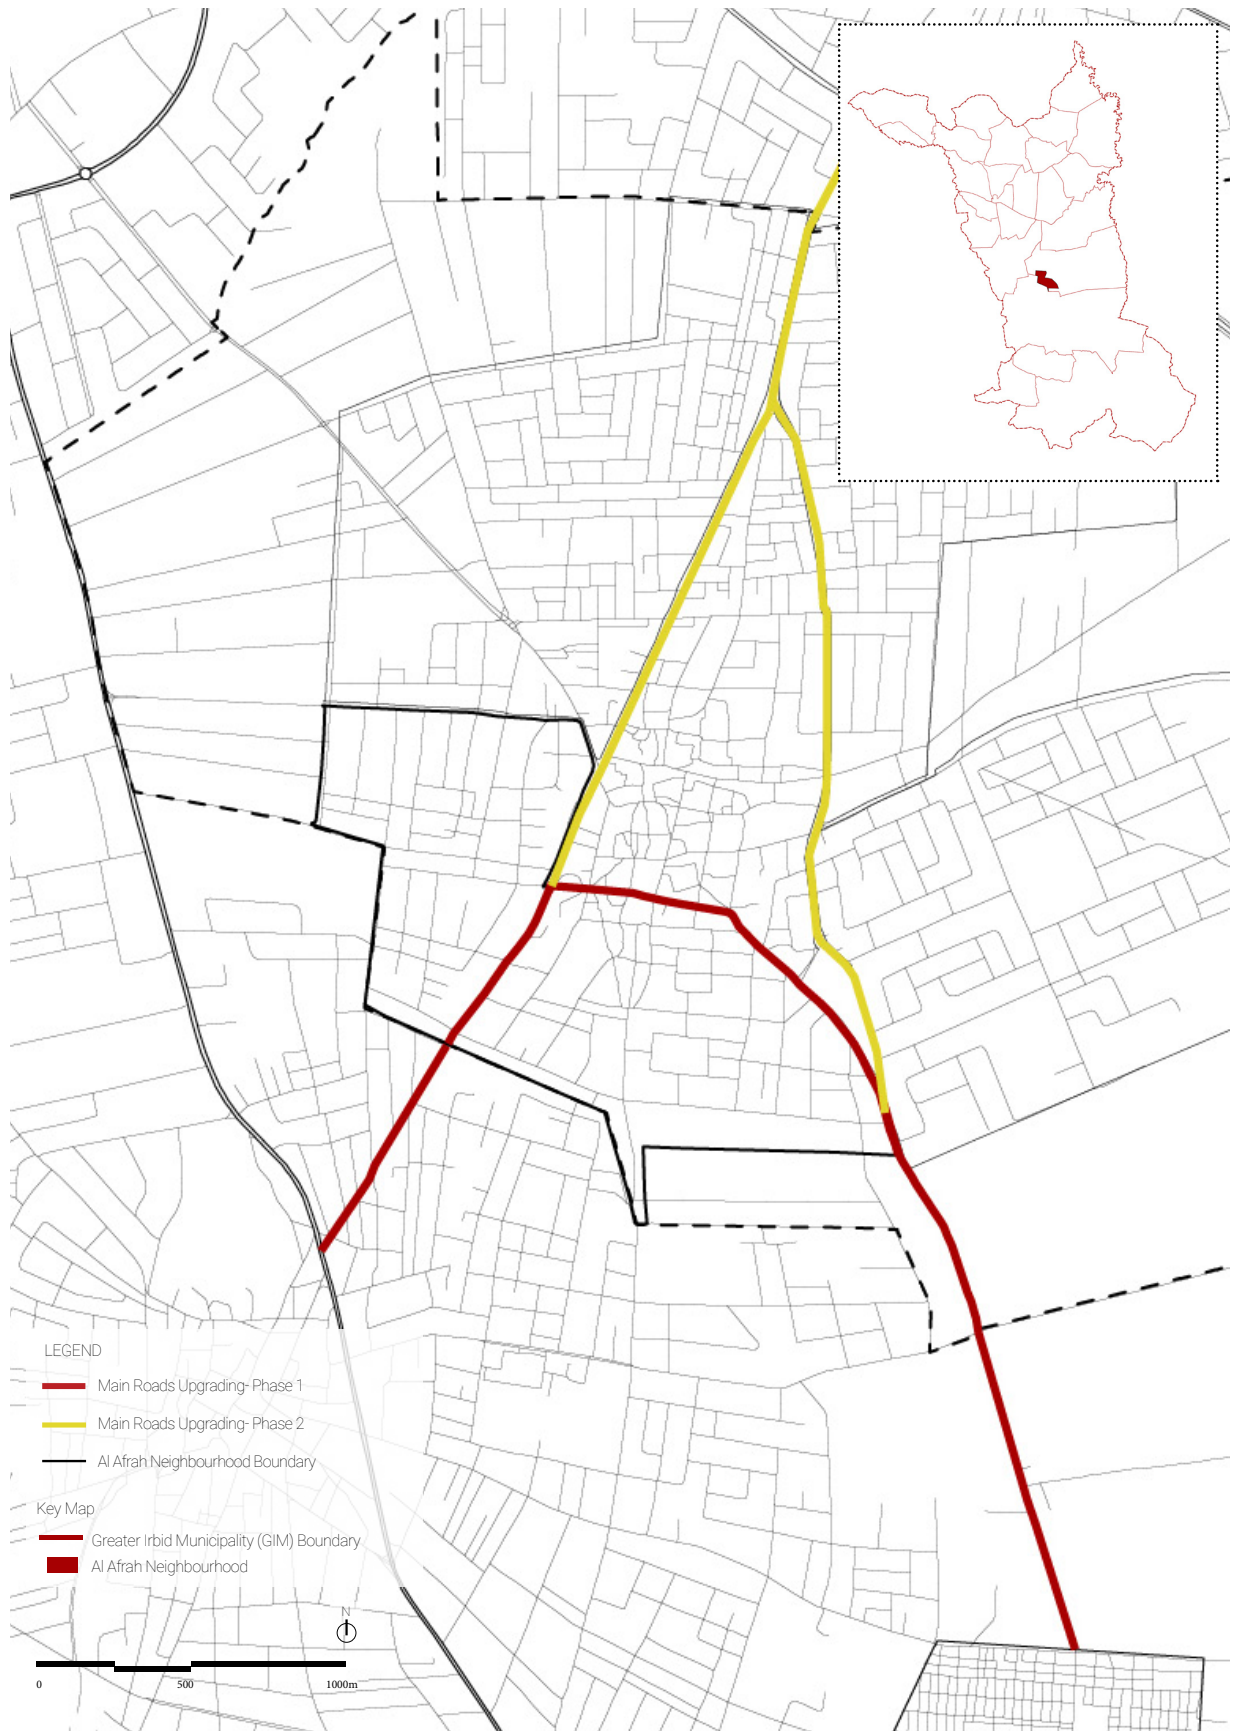 LEGEND
Main Roads Upgrading- Phase 1
Main Roads Upgrading- Phase 2
Al Afrah Neighbourhood Boundary
Key Map
Greater Irbid Municipality (GIM) Boundary
Al Afrah Neighbourhood
N
0 500 1000m